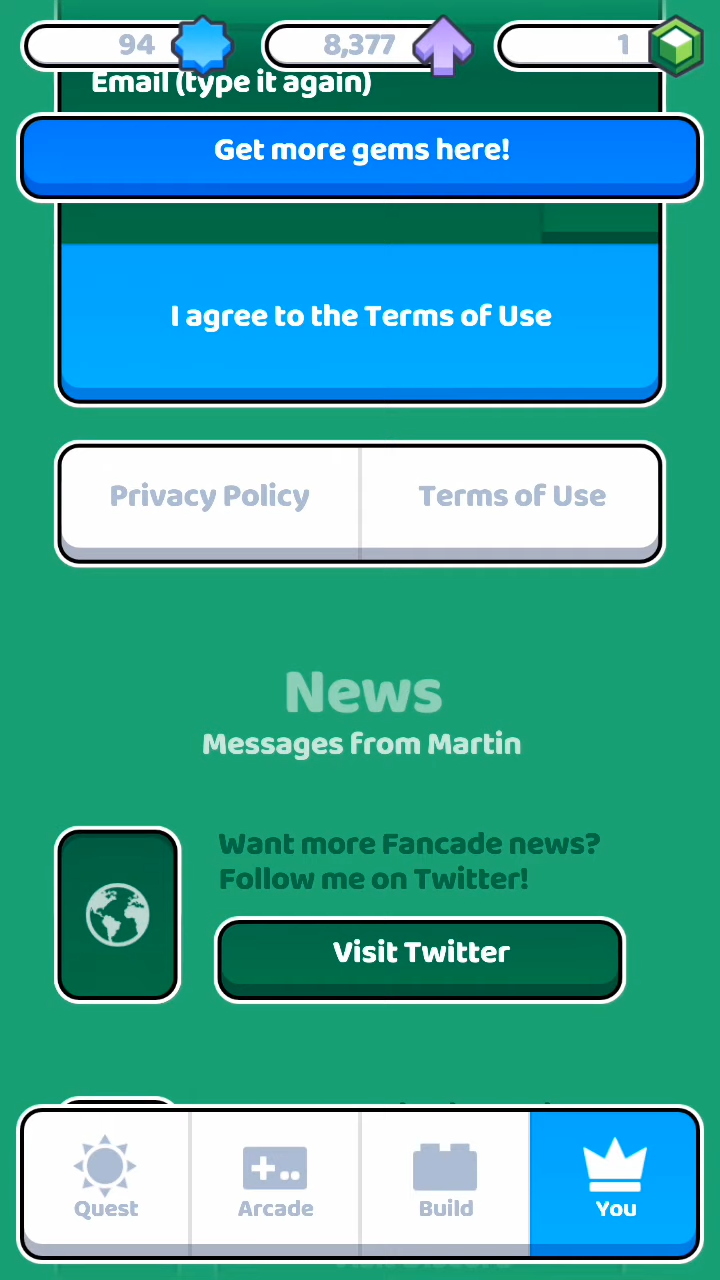 94
8,377
1
Email (type it again)
Get more gems here!
I agree to the Terms of Use
Privacy Policy
Terms of Use
News
Messages from Martin
Want more Fancade news?
Follow me on Twitter!
Visit Twitter
Quest
Arcade
Build
You